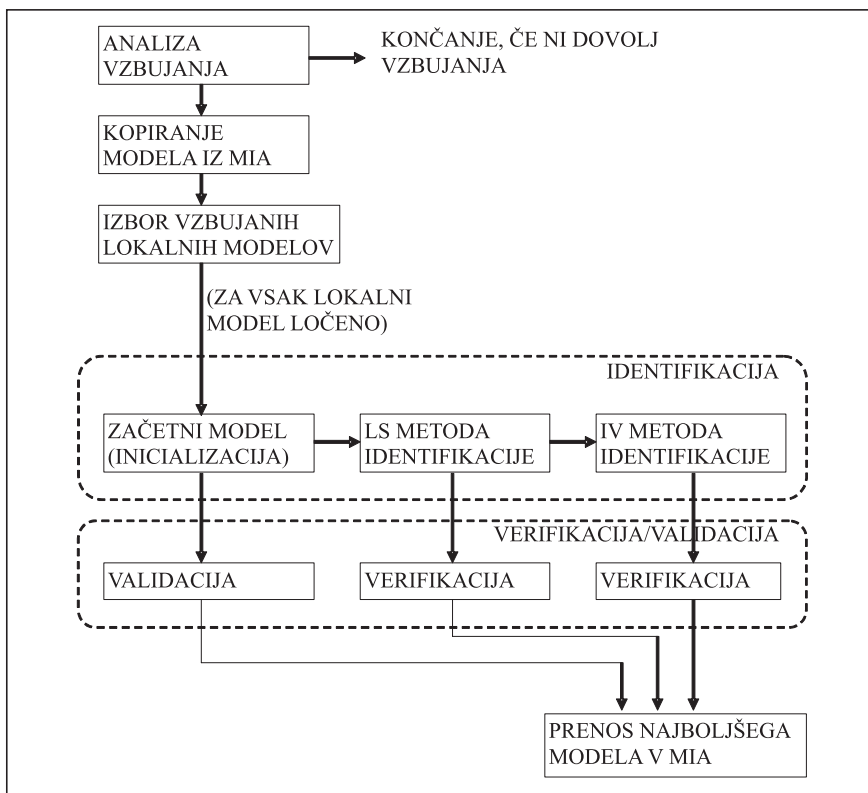 ANALIZA
VZBUJANJA
KONČANJE, ČE NI DOVOLJ
VZBUJANJA
KOPIRANJE
MODELA IZ MIA
IZBOR VZBUJANIH
LOKALNIH MODELOV
(ZA VSAK LOKALNI
MODEL LOČENO)
IDENTIFIKACIJA
ZAČETNI MODEL
(INICIALIZACIJA)
LS METODA
IDENTIFIKACIJE
IV METODA
IDENTIFIKACIJE
VERIFIKACIJA/VALIDACIJA
VALIDACIJA
VERIFIKACIJA
VERIFIKACIJA
PRENOS NAJBOLJŠEGA
MODELA V MIA